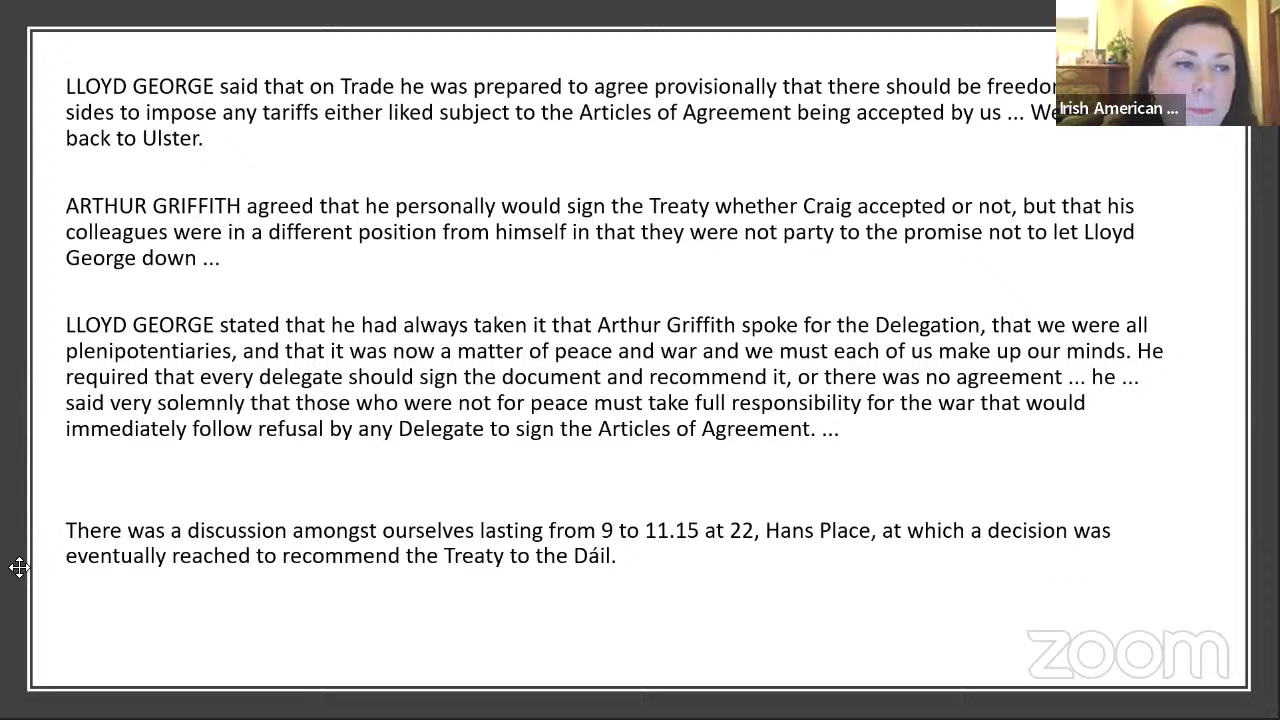 LLOYD GEORGE said that on Trade he was prepared to agree provisionally that there should be freedom
sides to impose any tariffs either liked subject to the Articles of Agreement being accepted by us ... We
back to Ulster.
ARTHUR GRIFFITH agreed that he personally would sign the Treaty whether Craig accepted or not, but that his
colleagues were in a different position from himself in that they were not party to the promise not to let Lloyd
George down ...
LLOYD GEORGE stated that he had always taken it that Arthur Griffith spoke for the Delegation, that we were all
plenipotentiaries, and that it was now a matter of peace and war and we must each of us make up our minds. He
required that every delegate should sign the document and recommend it, or there was no agreement ... he ...
said very solemnly that those who were not for peace must take full responsibility for the war that would
immediately follow refusal by any Delegate to sign the Articles of Agreement. ...
There was a discussion amongst ourselves lasting from 9 to 11.15 at 22, Hans Place, at which a decision was
eventually reached to recommend the Treaty to the Dáil.
Irish American ...
zoom